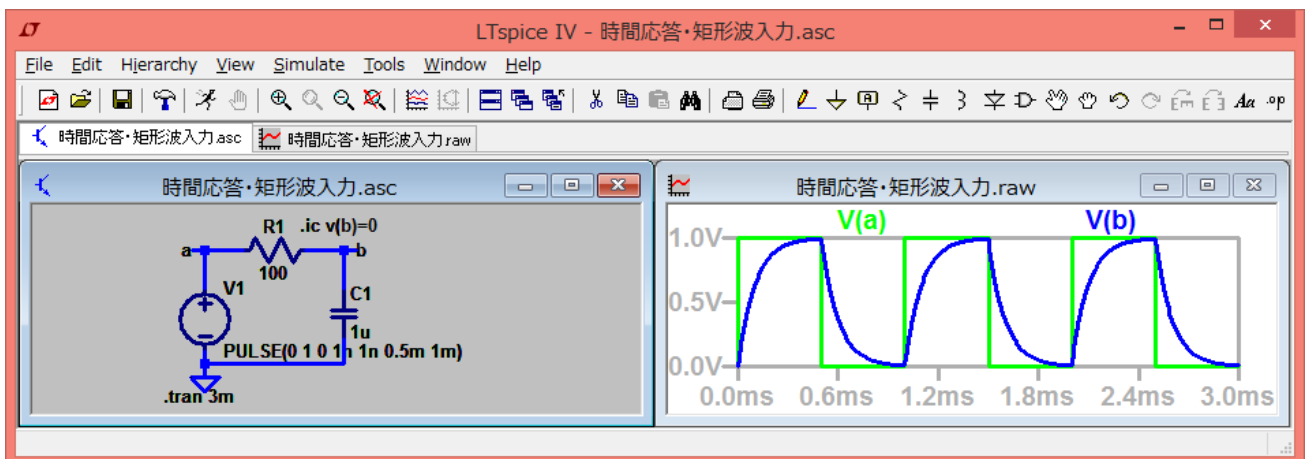 LTspice IV - 時間応答・矩形波入力.asc
File Edit Hierarchy View Simulate Tools Window Help
Aa .op
時間応答・矩形波入力.asc 時間応答・矩形波入力.raw
時間応答・矩形波入力.asc
R1 .ic v(b)=0
a b
100
V1
C1
1u
PULSE(0 1 0 1n 1n 0.5m 1m)
.tran 3m
時間応答・矩形波入力.raw
V(a) V(b)
1.0V
0.5V
0.0V
0.0ms 0.6ms 1.2ms 1.8ms 2.4ms 3.0ms